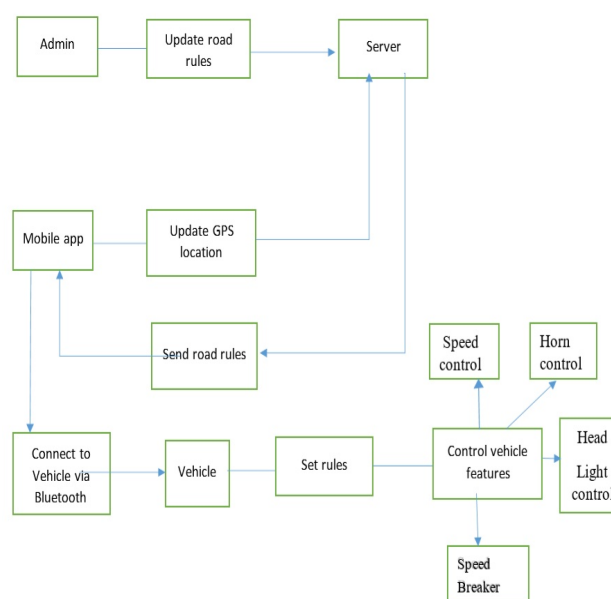 Admin
Update road
rules
Server
Mobile app
Update GPS
location
Send road rules
Speed
control
Horn
control
Connect to
Vehicle via
Bluetooth
Vehicle
Set rules
Control vehicle
features
Head
Light
control
Speed
Breaker